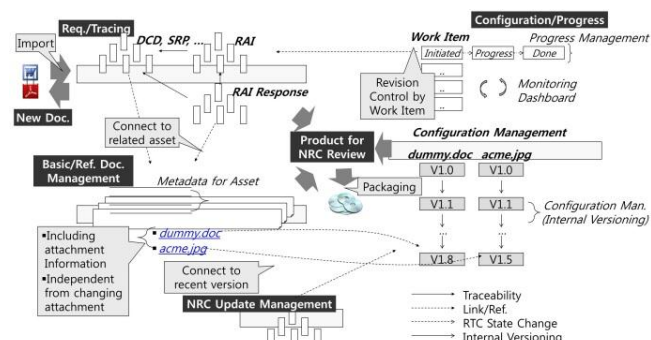 Configuration/Progress
Req./Tracing
Import
DCD, SRP, ...
RAI
Work Item
Progress Management
Initiated
Progress
Done
..
..
..
Revision
Control by
Work Item
Monitoring
Dashboard
RAI Response
New Doc.
Connect to
related asset
Product for
NRC Review
Configuration Management
dummy.doc acme.jpg
Basic/Ref. Doc.
Management
Metadata for Asset
Packaging
V1.0
V1.0
V1.1
V1.1
Configuration Man.
(Internal Versioning)
...
▪Including
attachment
Information
▪Independent
from changing
attachment
▪ dummy.doc
▪ acme.jpg
V1.8
V1.5
Connect to
recent version
NRC Update Management
Traceability
Link/Ref.
RTC State Change
Internal Versioning